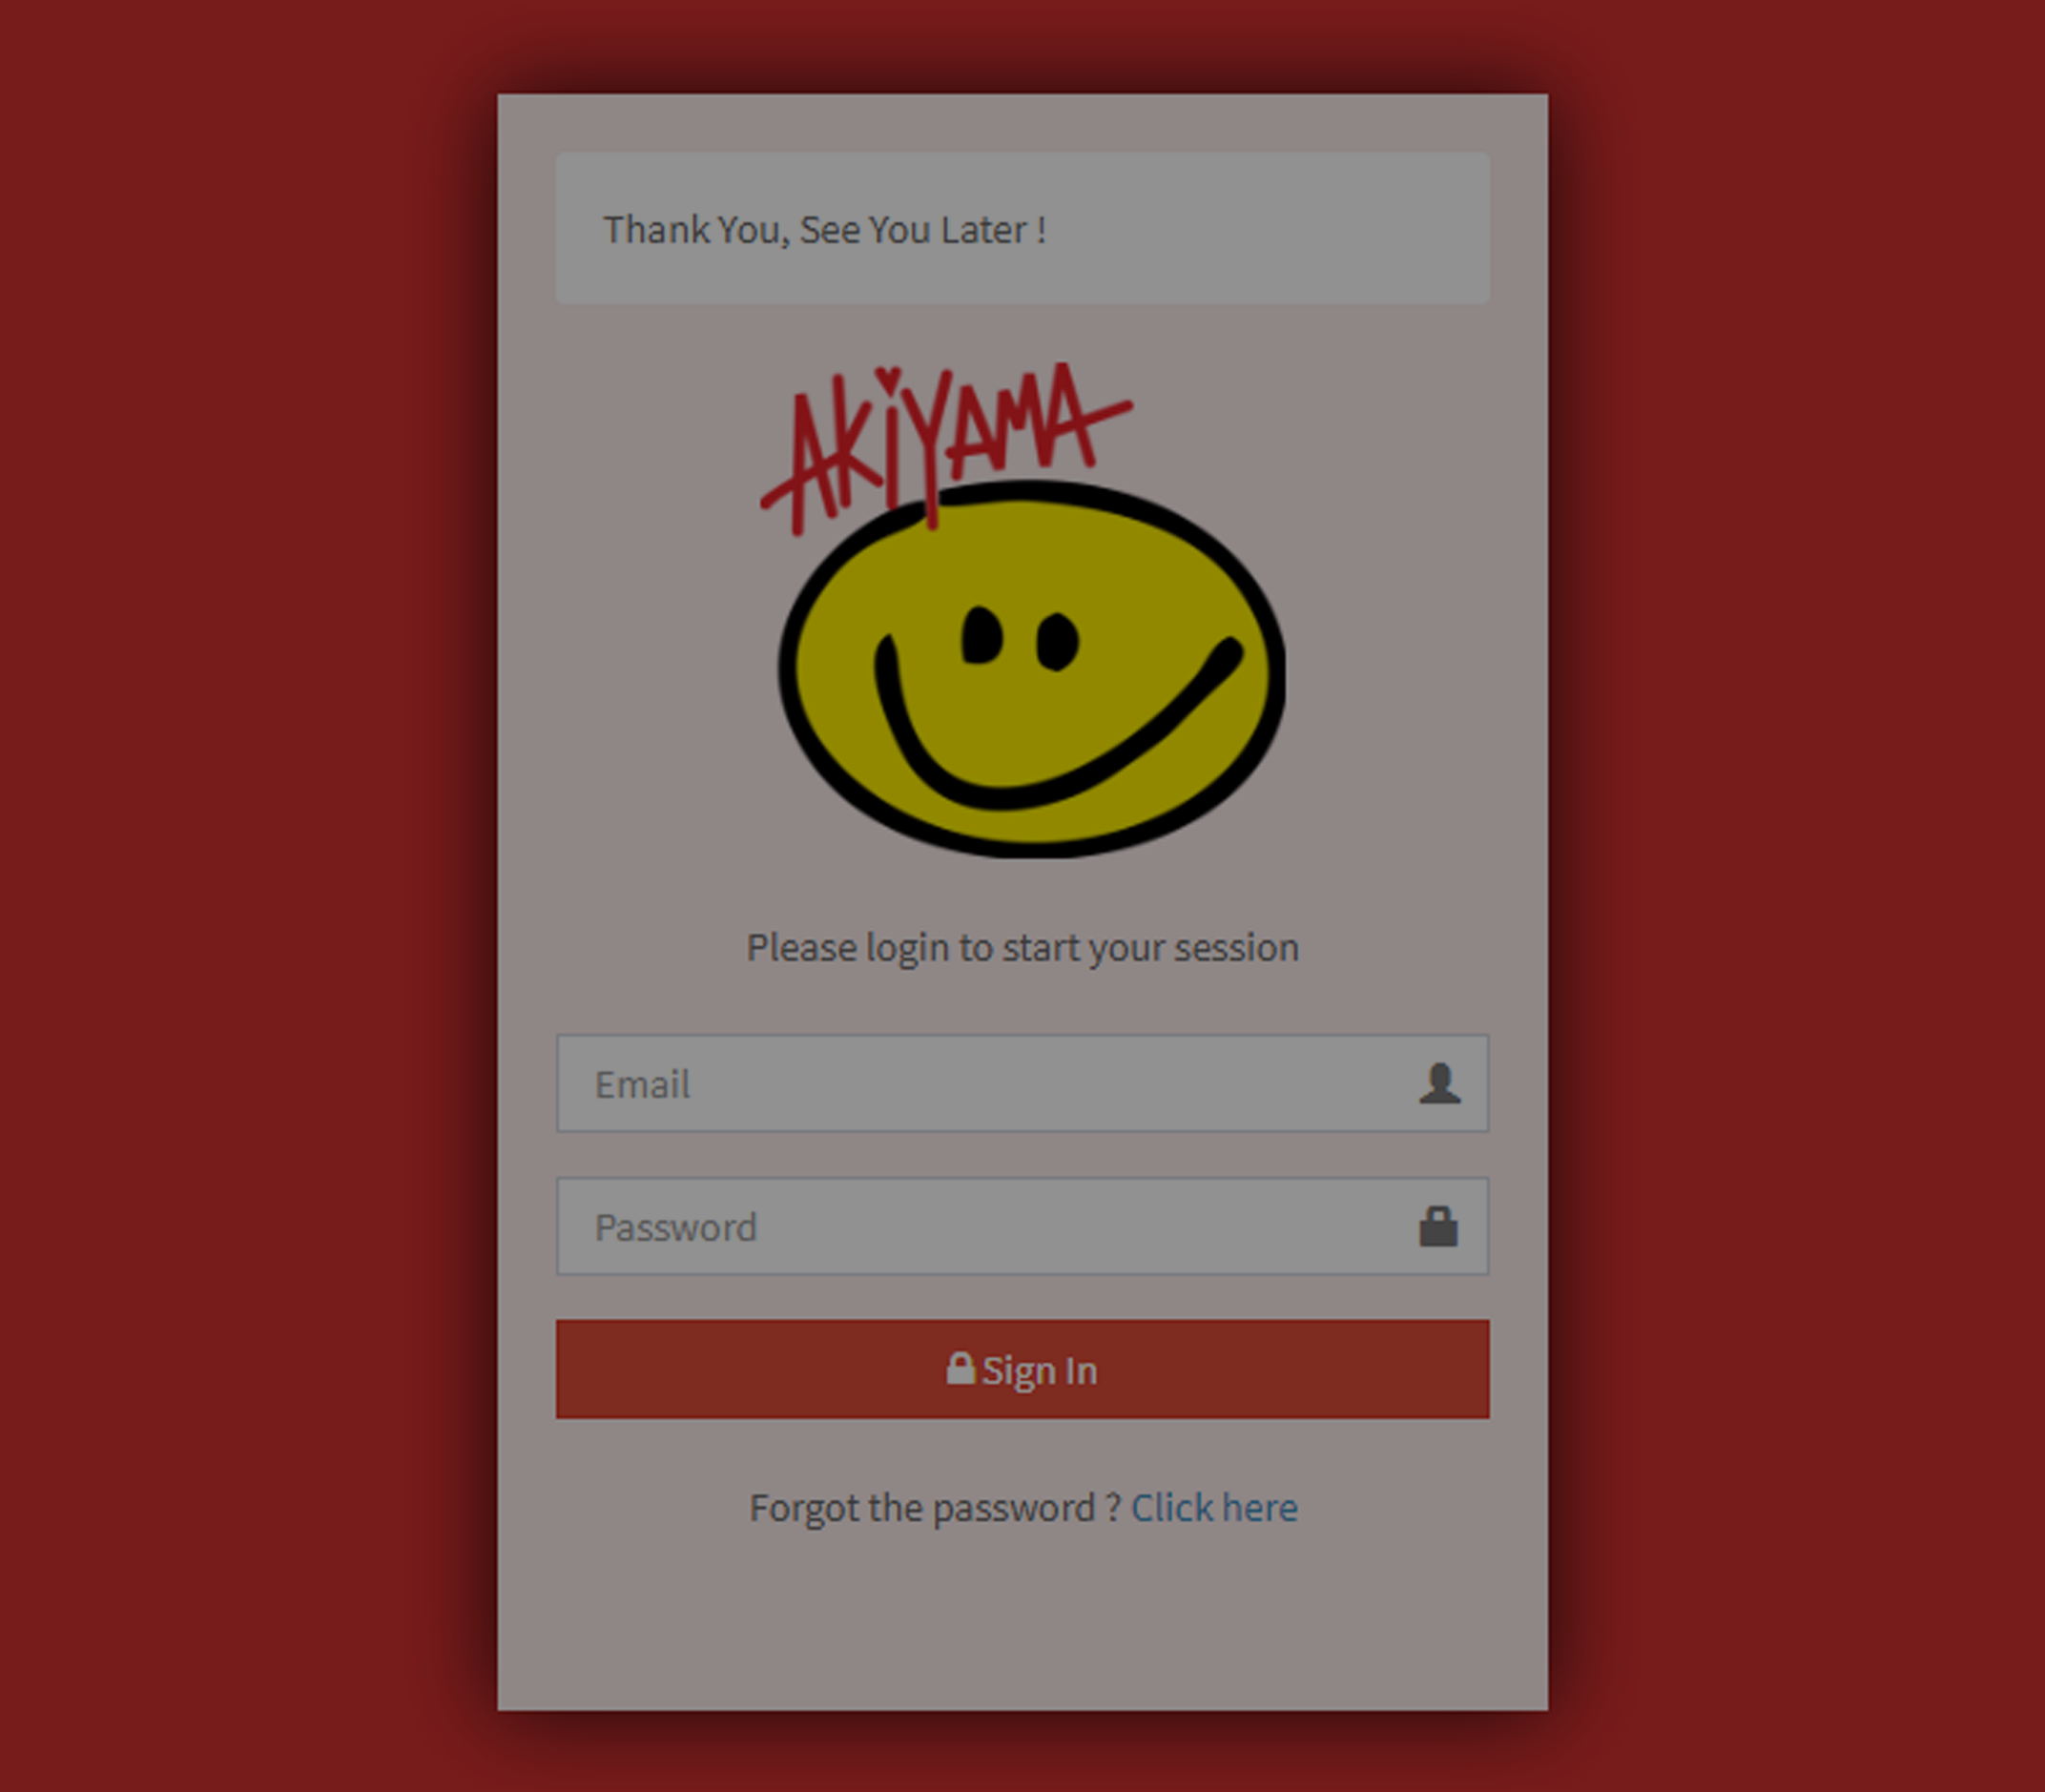 Thank You, See You Later !
AKiYAMA
Please login to start your session
Email
Password
Sign In
Forgot the password ? Click here